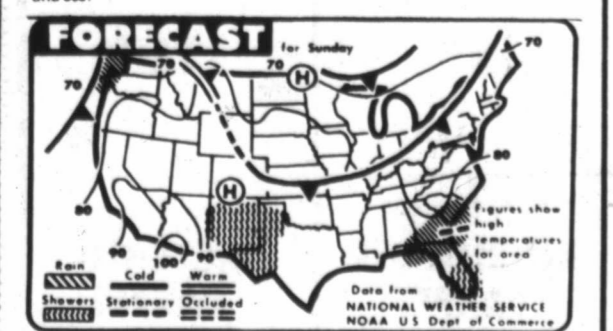 FORECAST
for Sunday
70
70
70
70
H
80
H
80
90
100
90
Figures show
high
temperatures
for area
Rain
Cold
Warm
Showers
Stationary
Occluded
Data from
NATIONAL WEATHER SERVICE
NOAA U S Dept of Commerce